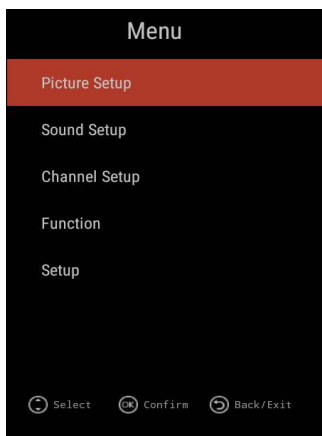 Menu
Picture Setup
Sound Setup
Channel Setup
Function
Setup
Select OK Confirm Back/Exit